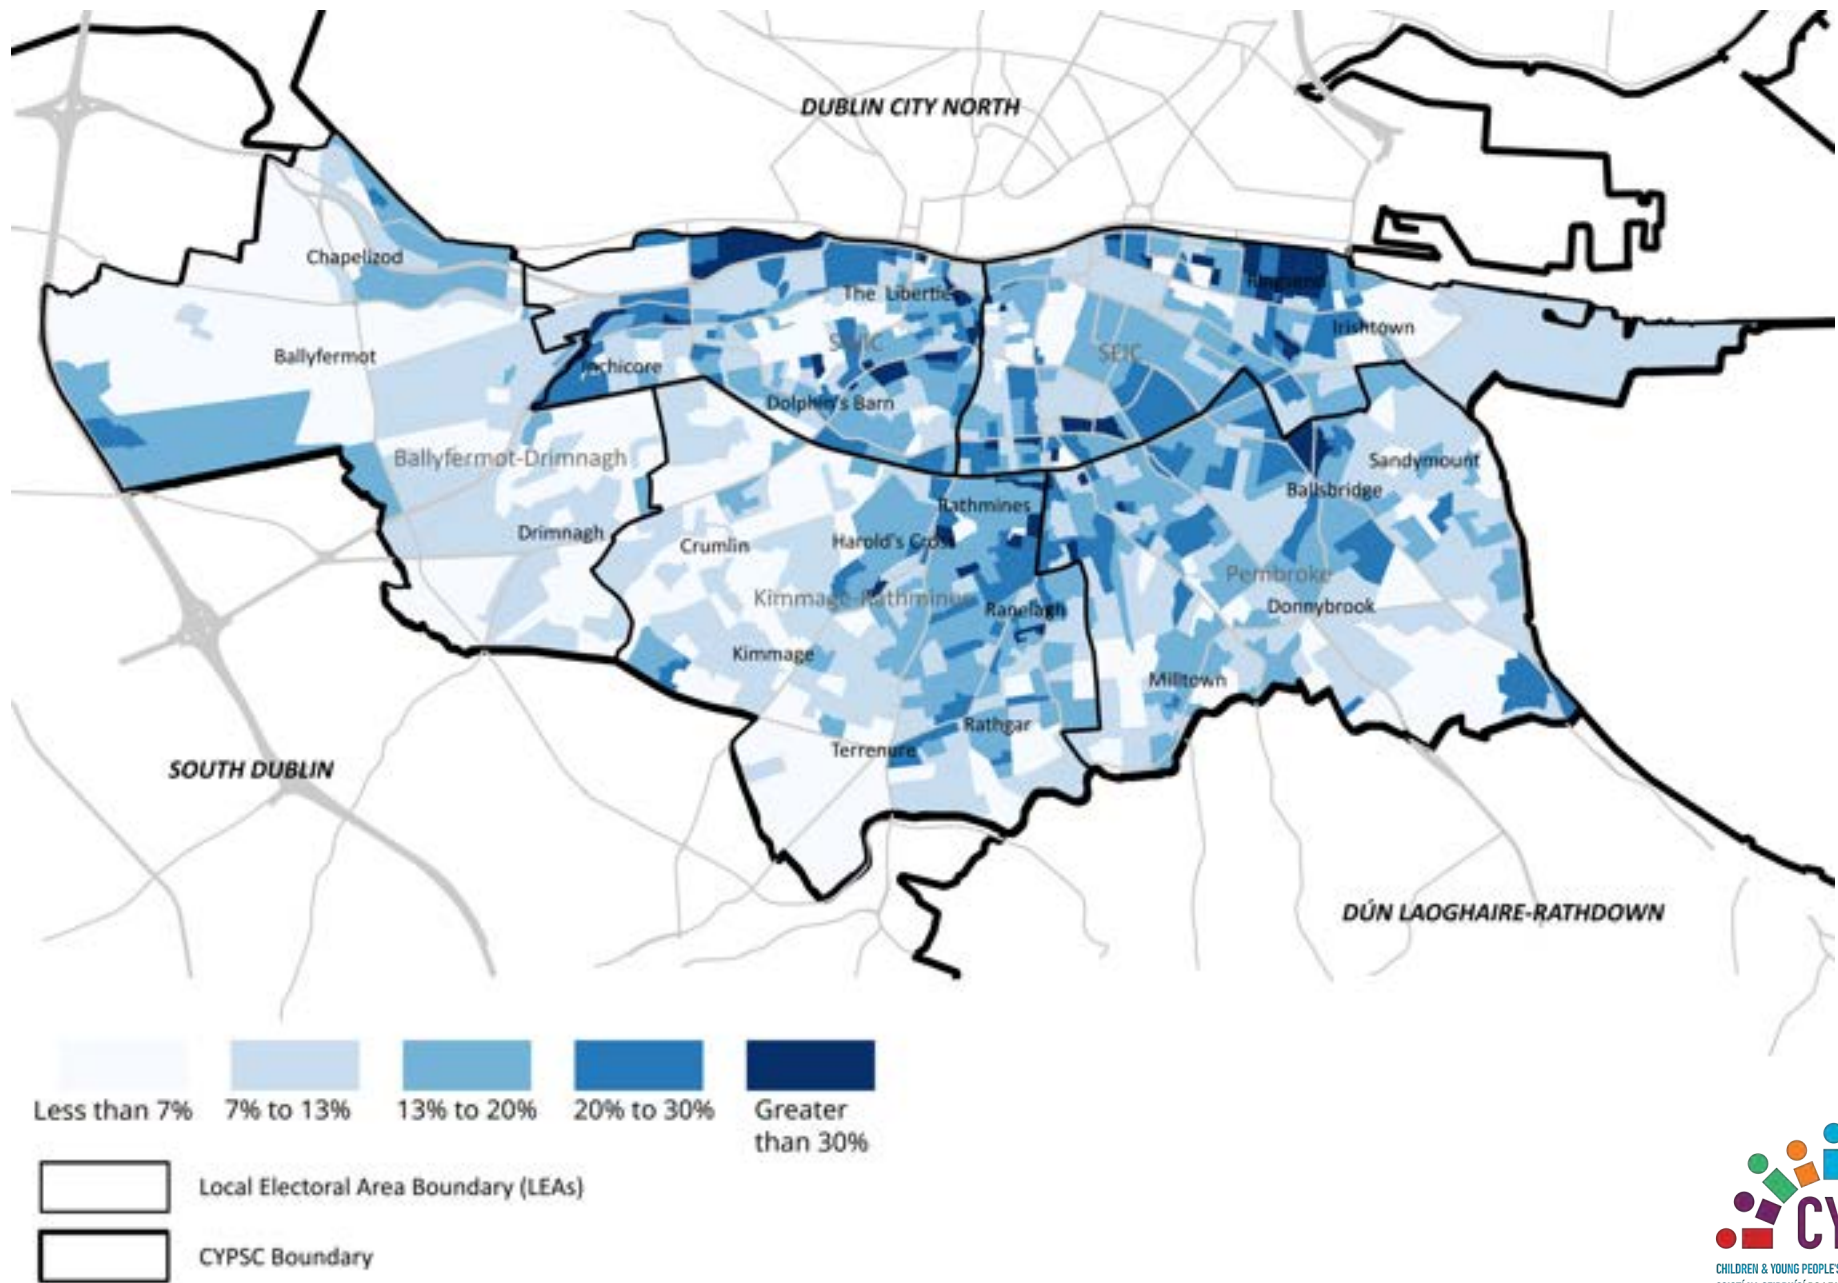 DUBLIN CITY NORTH
Chapelizod
The Liberties
Ringsend
Irishtown
Ballyfermot
SWIC
SEIC
Inchicore
Dolphin's Barn
Ballyfermot-Drimnagh
Sandymount
Ballsbridge
Rathmines
Drimnagh
Crumlin
Harold's Cross
Pembroke
Kimmage-Rathmines
Ranelagh
Donnybrook
Kimmage
Milltown
Rathgar
Terrenure
SOUTH DUBLIN
DÚN LAOGHAIRE-RATHDOWN
Less than 7%
7% to 13%
13% to 20%
20% to 30%
Greater
than 30%
Local Electoral Area Boundary (LEAs)
CYPSC Boundary
CY
CHILDREN & YOUNG PEOPLE'S